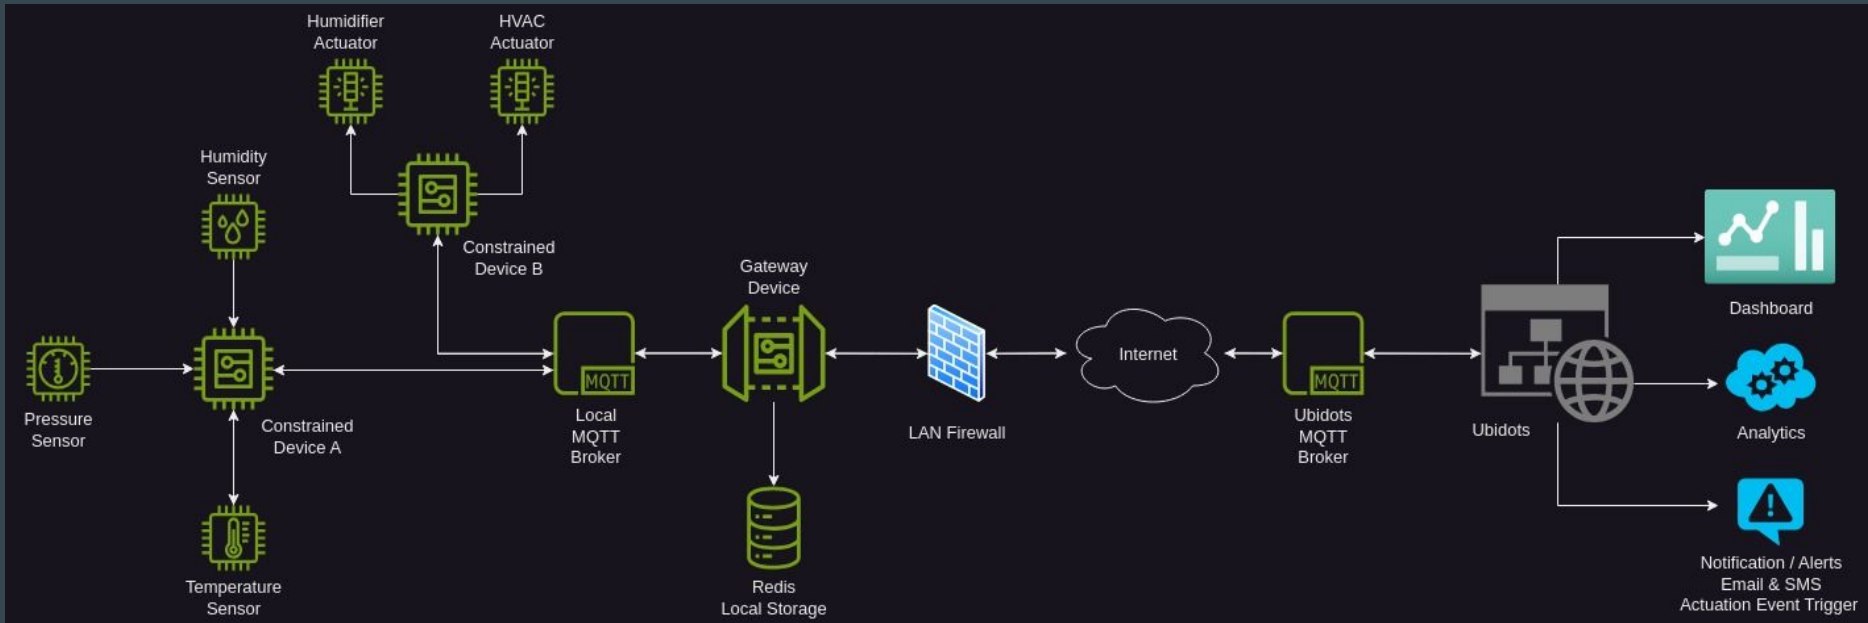 Humidifier
Actuator
HVAC
Actuator
Humidity
Sensor
Constrained
Device B
Gateway
Device
Pressure
Sensor
Constrained
Device A
MQTT
Local
MQTT
Broker
LAN Firewall
Internet
MQTT
Ubidots
MQTT
Broker
Ubidots
Dashboard
Analytics
Temperature
Sensor
Redis
Local Storage
Notification / Alerts
Email & SMS
Actuation Event Trigger